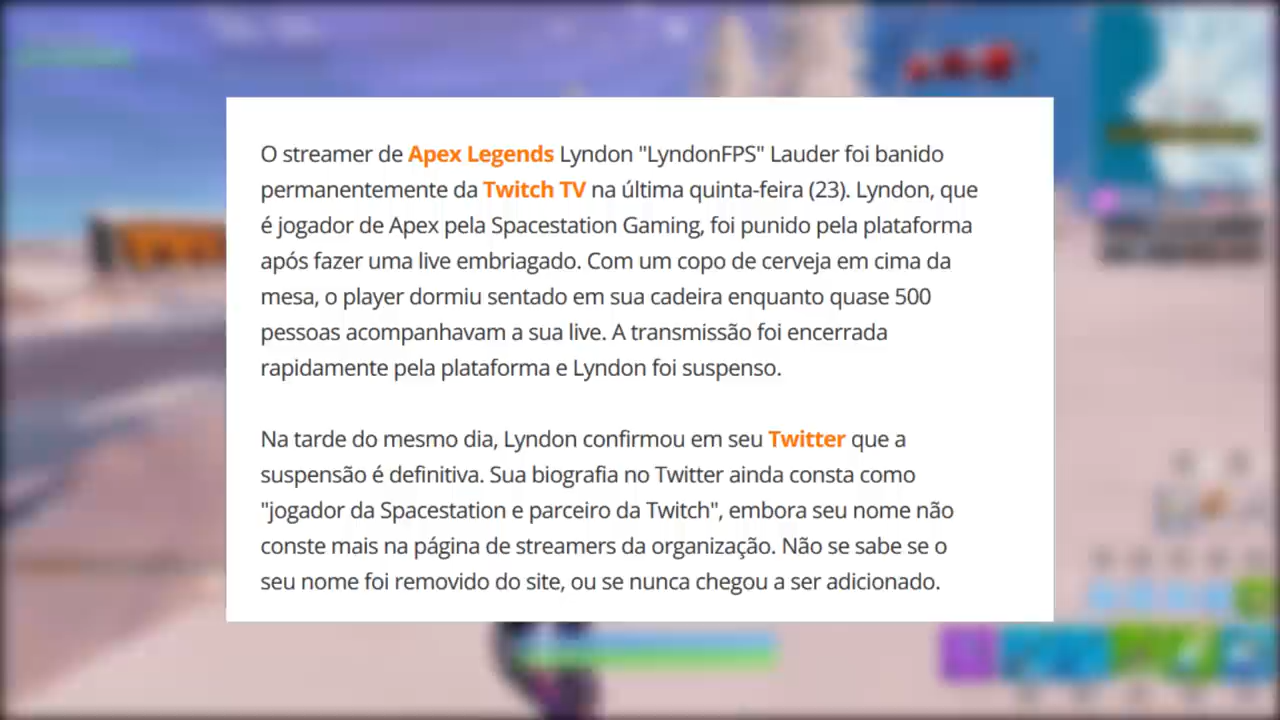 O streamer de Apex Legends Lyndon "LyndonFPS" Lauder foi banido
permanentemente da Twitch TV na última quinta-feira (23). Lyndon, que
é jogador de Apex pela Spacestation Gaming, foi punido pela plataforma
após fazer uma live embriagado. Com um copo de cerveja em cima da
mesa, o player dormiu sentado em sua cadeira enquanto quase 500
pessoas acompanhavam a sua live. A transmissão foi encerrada
rapidamente pela plataforma e Lyndon foi suspenso.
Na tarde do mesmo dia, Lyndon confirmou em seu Twitter que a
suspensão é definitiva. Sua biografia no Twitter ainda consta como
"jogador da Spacestation e parceiro da Twitch", embora seu nome não
conste mais na página de streamers da organização. Não se sabe se o
seu nome foi removido do site, ou se nunca chegou a ser adicionado.